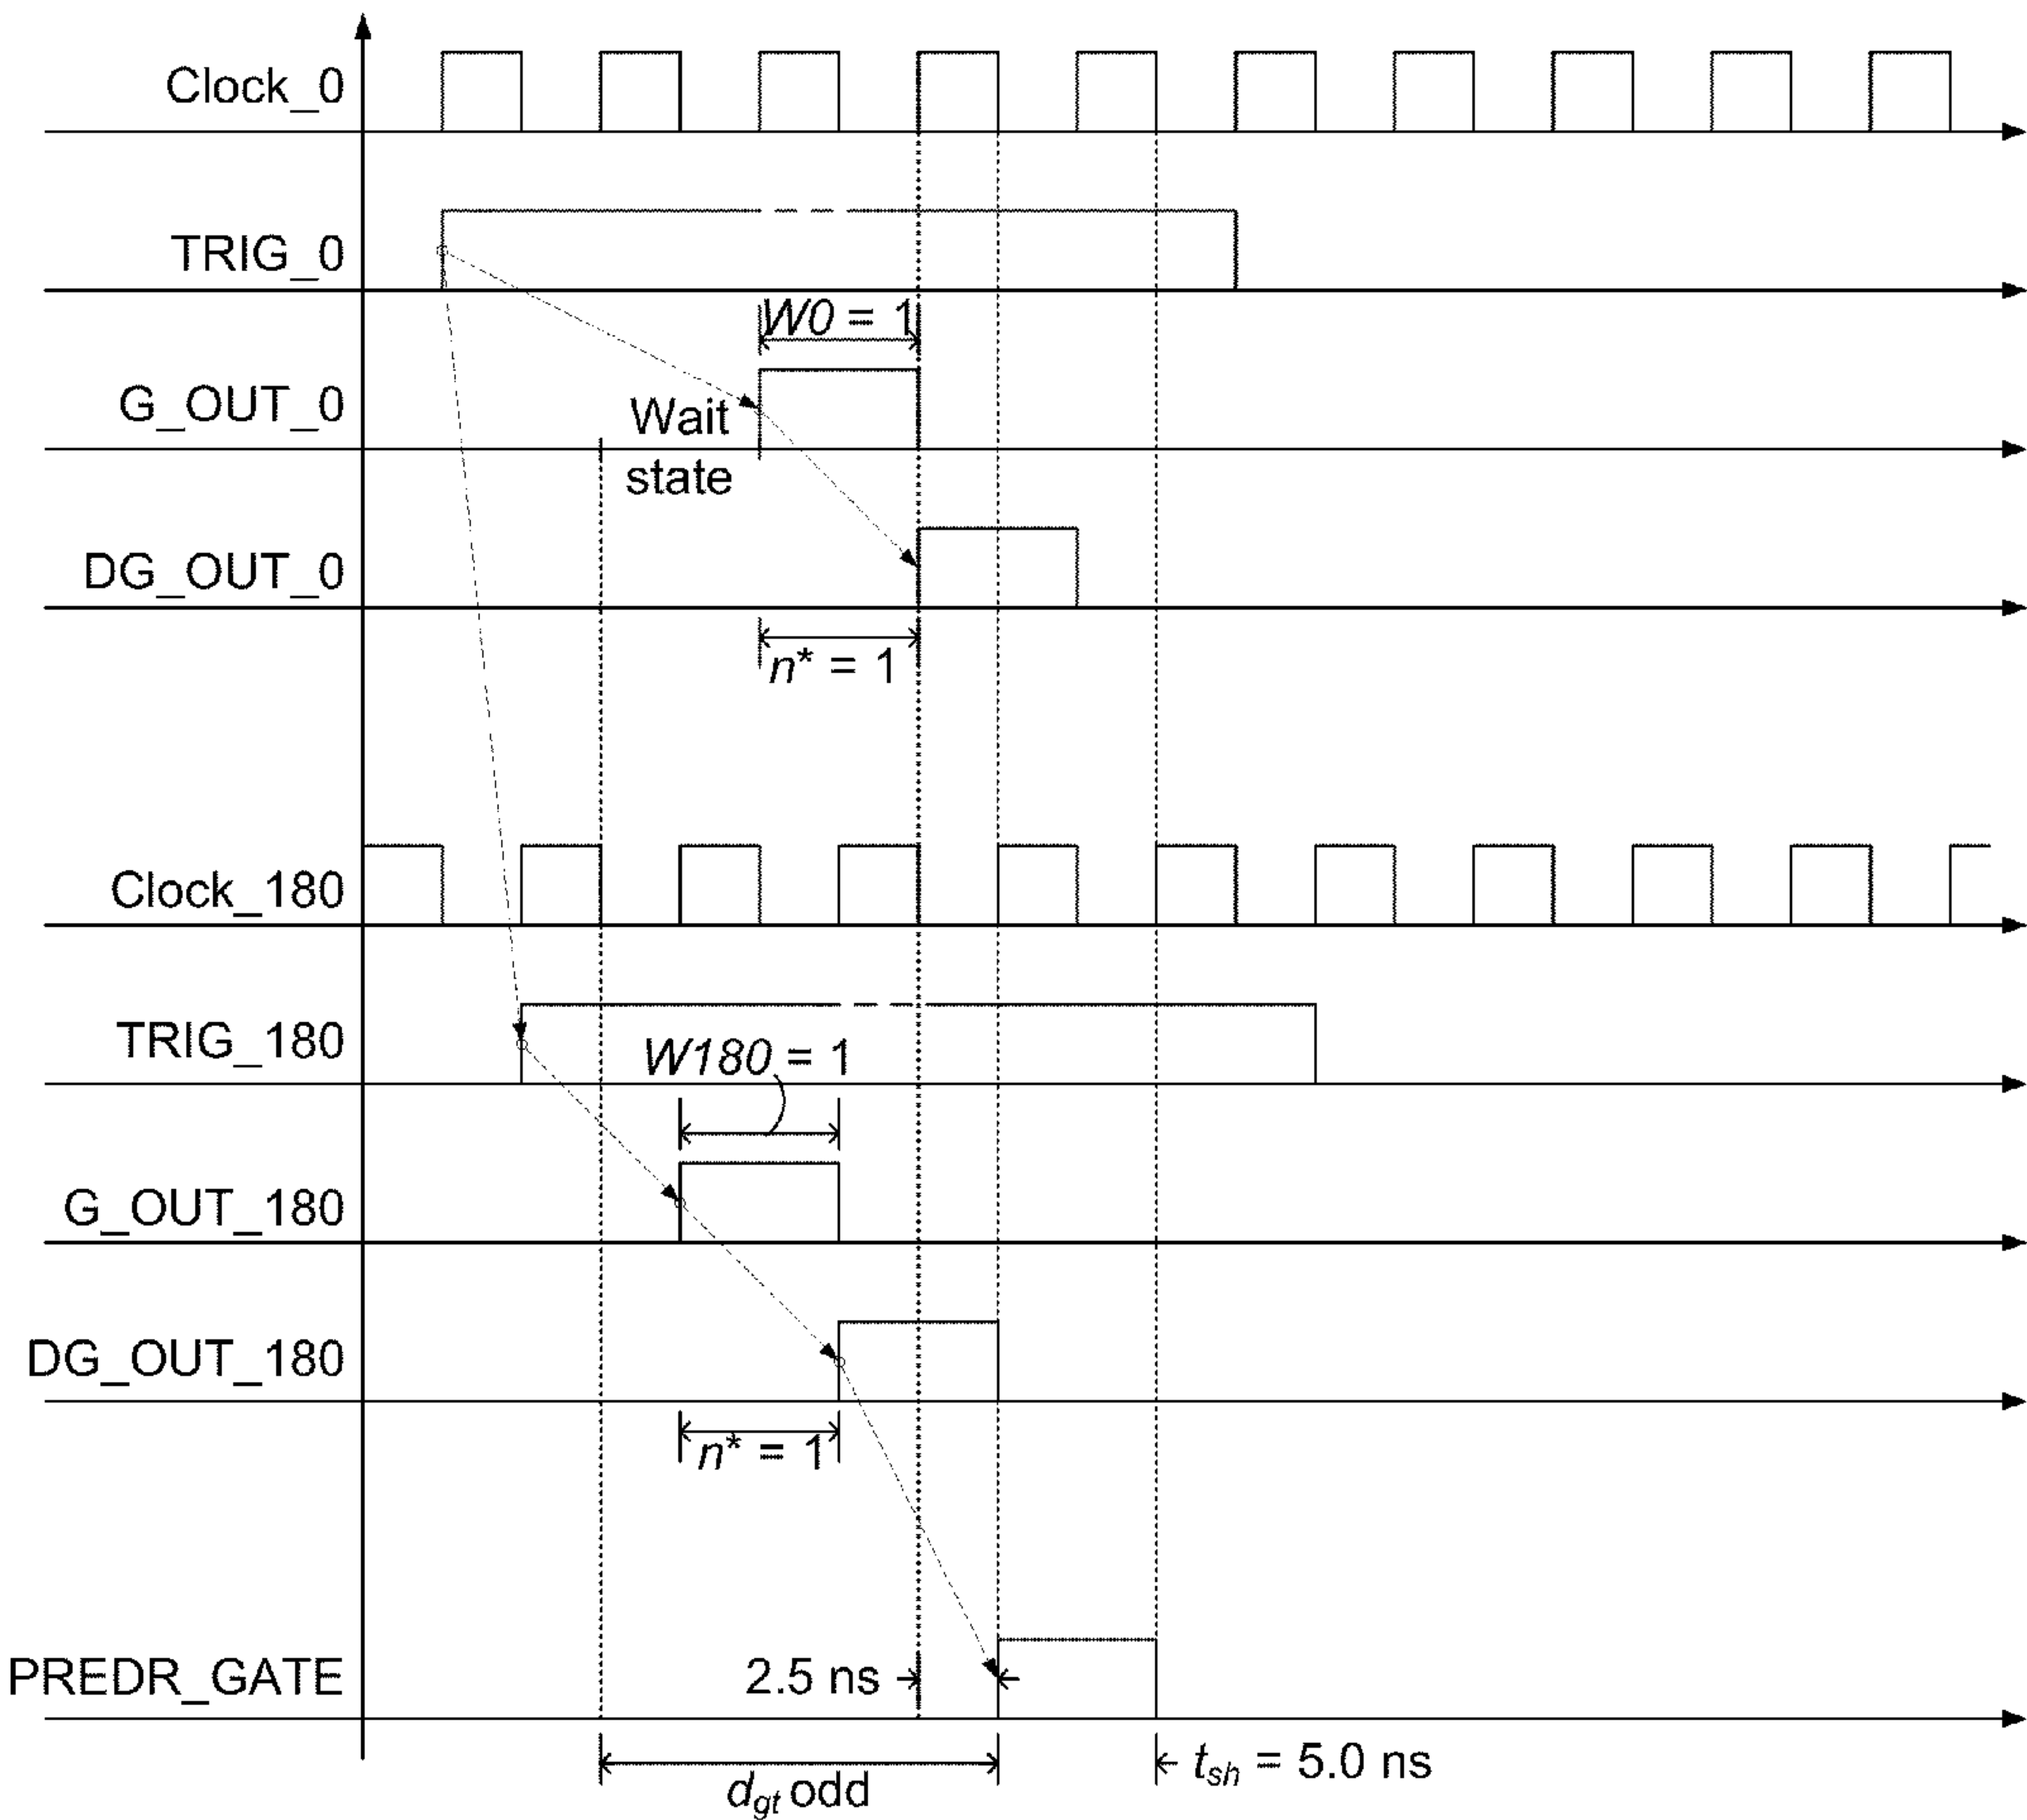 Clock_0
TRIG_0
W0 = 1
G_OUT_0
Wait
state
DG_OUT_0
n* = 1
Clock_180
TRIG_180
W180 = 1
G_OUT_180
DG_OUT_180
n* = 1
PREDR_GATE
2.5 ns
d_gt odd
t_sh = 5.0 ns